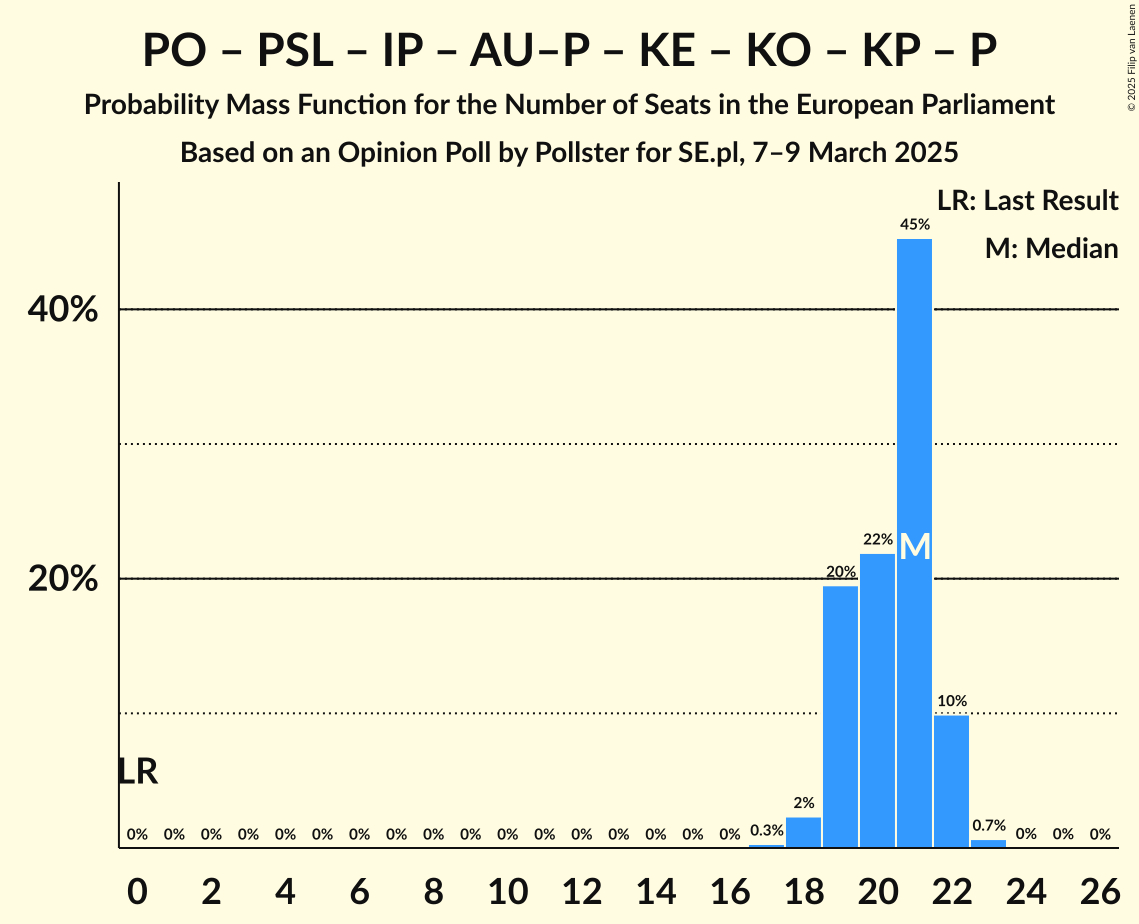 PO – PSL – IP – AU–P – KE – KO – KP – P
Probability Mass Function for the Number of Seats in the European Parliament
Based on an Opinion Poll by Pollster for SE.pl, 7–9 March 2025
© 2025 Filip van Laenen
LR: Last Result
M: Median
45%
40%
22%
M
20%
20%
10%
LR
2%
0% 0% 0% 0% 0% 0% 0% 0% 0% 0% 0% 0% 0% 0% 0% 0% 0% 0.3% 0.7% 0% 0% 0%
0 2 4 6 8 10 12 14 16 18 20 22 24 26